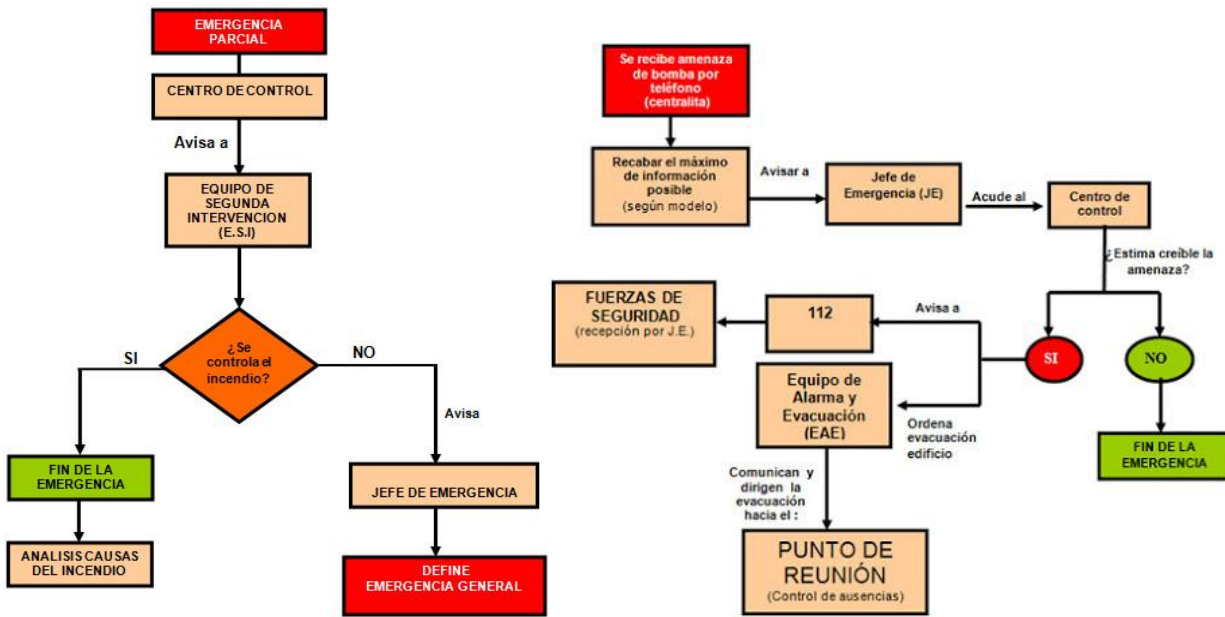 EMERGENCIA
PARCIAL
CENTRO DE CONTROL
Avisa a
EQUIPO DE
SEGUNDA
INTERVENCION
(E.S.I)
¿Se
controla el
incendio?
SI
NO
Avisa
FIN DE LA
EMERGENCIA
JEFE DE EMERGENCIA
ANALISIS CAUSAS
DEL INCENDIO
DEFINE
EMERGENCIA GENERAL
Se recibe amenaza
de bomba por
teléfono
(centralita)
Recabar el máximo
de información
posible
(según modelo)
Avisar a
Jefe de
Emergencia (JE)
Acude al
Centro de
control
¿Estima creíble la
amenaza?
SI
NO
Avisa a
112
FUERZAS DE
SEGURIDAD
(recepción por J.E.)
Equipo de
Alarma y
Evacuación
(EAE)
Ordena
evacuación
edificio
FIN DE LA
EMERGENCIA
Comunican y
dirigen la
evacuación
hacia el :
PUNTO DE
REUNIÓN
(Control de ausencias)